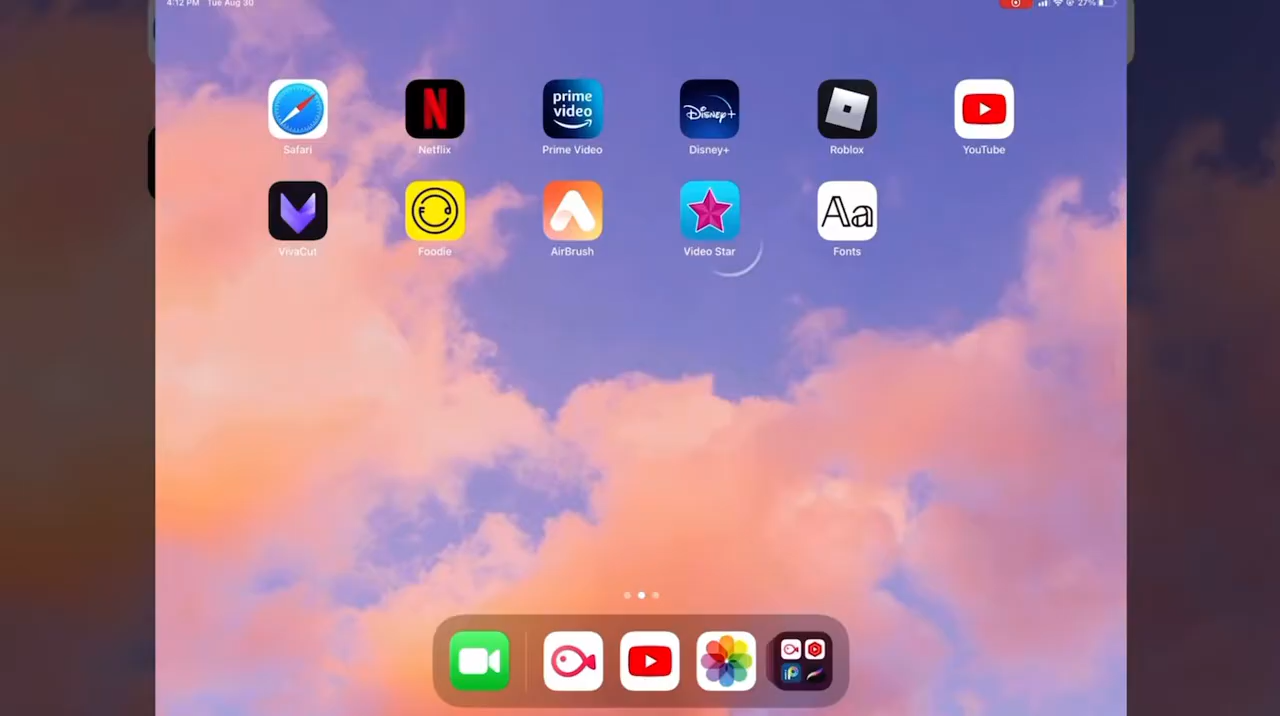 4:12 PM Tue Aug 30
27%
prime video
Disney+
Safari
Netflix
Prime Video
Disney+
Roblox
YouTube
Aa
VivaCut
Foodie
AirBrush
Video Star
Fonts